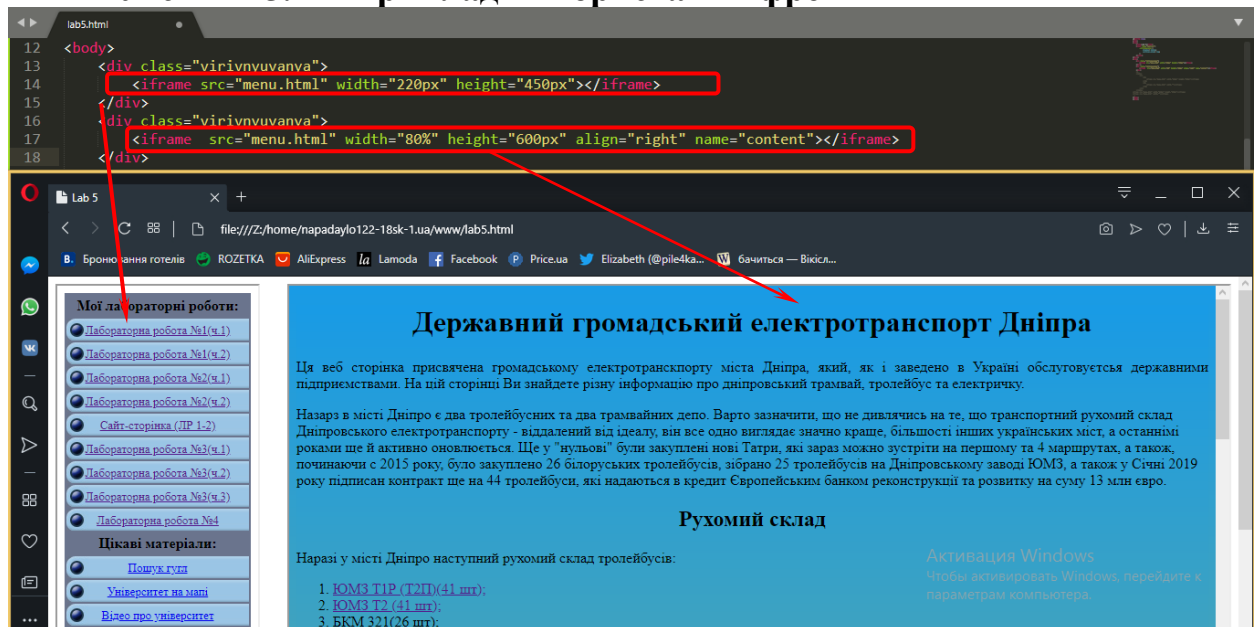 lab5.html
12 <body>
13 <div class="virivnyuvanya">
14 <iframe src="menu.html" width="220px" height="450px"></iframe>
15 </div>
16 <div class="virivnyuvanya">
17 <iframe src="menu.html" width="80%" height="600px" align="right" name="content"></iframe>
18 </div>
Lab 5
file:///Z:/home/napadaylo122-18sk-1.ua/www/lab5.html
B. Бронювання готелів ROZETKA AliExpress la Lamoda Facebook Price.ua Elizabeth (@pile4ka... W бачиться — Вікісл...
Мої лабораторні роботи:
Лабораторна робота №1(ч.1)
Лабораторна робота №1(ч.2)
Лабораторна робота №2(ч.1)
Лабораторна робота №2(ч.2)
Сайт-сторінка (ЛР 1-2)
Лабораторна робота №3(ч.1)
Лабораторна робота №3(ч.2)
Лабораторна робота №3(ч.3)
Лабораторна робота №4
Цікаві матеріали:
Пошук гугл
Університет на мапі
Відео про університет
Державний громадський електротранспорт Дніпра
Ця веб сторінка присвячена громадському електротранскпорту міста Дніпра, який, як і заведено в Україні обслуговуєтсья державними
підприємствами. На цій сторінці Ви знайдете різну інформацію про дніпровський трамвай, тролейбус та електричку.
Назарз в місті Дніпро є два тролейбусних та два трамвайних депо. Варто зазначити, що не дивлячись на те, що транспортний рухомий склад
Дніпровського електротранспорту - віддалений від ідеалу, він все одно виглядає значно краще, більшості інших українських міст, а останнімі
роками ще й активно оновлюється. Ще у "нульові" були закуплені нові Татри, які зараз можно зустріти на першому та 4 маршрутах, а також,
починаючи с 2015 року, було закуплено 26 білоруських тролейбусів, зібрано 25 тролейбусів на Дніпровському заводі ЮМЗ, а також у Січні 2019
року підписан контракт ще на 44 тролейбуси, які надаються в кредит Європейським банком реконструкції та розвитку на суму 13 млн євро.
Рухомий склад
Наразі у місті Дніпро наступний рухомий склад тролейбусів:
1. ЮМЗ Т1Р (Т2П)(41 шт);
2. ЮМЗ Т2 (41 шт);
3. БКМ 321(26 шт);
Активация Windows
Чтобы активировать Windows, перейдите к
параметрам компьютера.